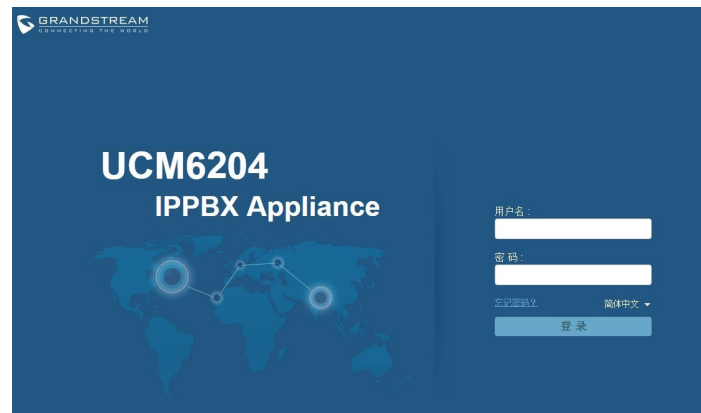 GRANDSTREAM
CONNECTING THE WORLD
UCM6204
IPPBX Appliance
用户名 :
密 码 :
忘记密码?
简体中文
登 录